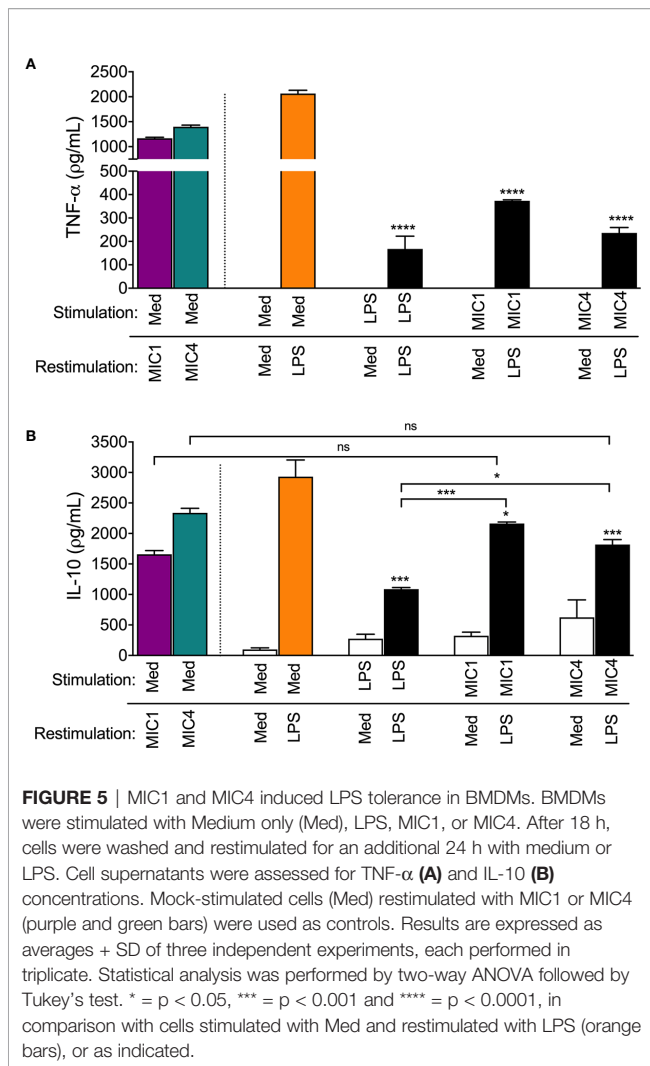 A
2500
2000
1500
1000
500
400
300
200
100
0
TNF-α (ρg/mL)
****
****
****
Stimulation: Med Med Med Med LPS LPS MIC1 MIC1 MIC4 MIC4
Restimulation: MIC1 MIC4 Med LPS Med LPS Med LPS Med LPS
B
3500
3000
2500
2000
1500
1000
500
0
IL-10 (ρg/mL)
ns
ns
*
***
*
***
***
Stimulation: Med Med Med Med LPS LPS MIC1 MIC1 MIC4 MIC4
Restimulation: MIC1 MIC4 Med LPS Med LPS Med LPS Med LPS
FIGURE 5 | MIC1 and MIC4 induced LPS tolerance in BMDMs. BMDMs
were stimulated with Medium only (Med), LPS, MIC1, or MIC4. After 18 h,
cells were washed and restimulated for an additional 24 h with medium or
LPS. Cell supernatants were assessed for TNF-α (A) and IL-10 (B)
concentrations. Mock-stimulated cells (Med) restimulated with MIC1 or MIC4
(purple and green bars) were used as controls. Results are expressed as
averages + SD of three independent experiments, each performed in
triplicate. Statistical analysis was performed by two-way ANOVA followed by
Tukey's test. * = p < 0.05, *** = p < 0.001 and **** = p < 0.0001, in
comparison with cells stimulated with Med and restimulated with LPS (orange
bars), or as indicated.